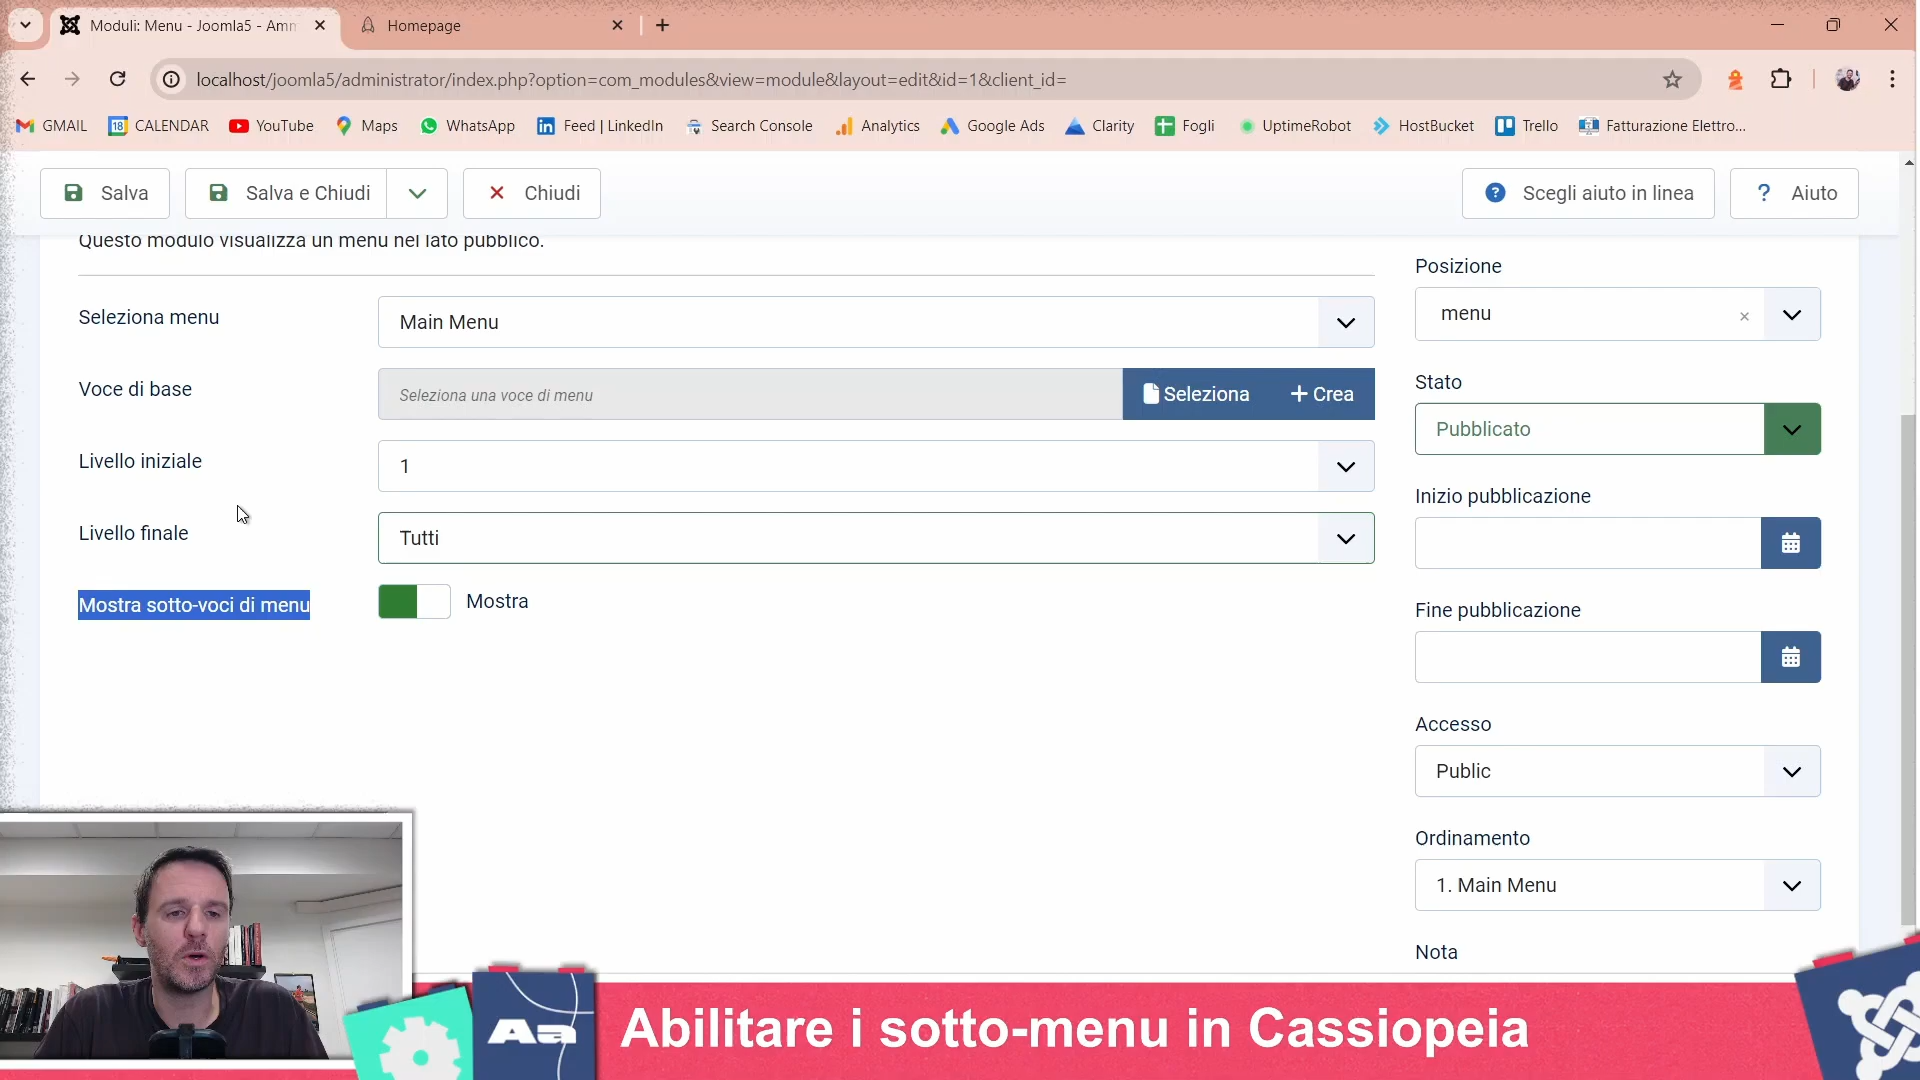 Moduli: Menu - Joomla5 - Amm
Homepage
localhost/joomla5/administrator/index.php?option=com_modules&view=module&layout=edit&id=1&client_id=
GMAIL
18 CALENDAR
YouTube
Maps
WhatsApp
Feed | LinkedIn
Search Console
Analytics
Google Ads
Clarity
Fogli
UptimeRobot
HostBucket
Trello
Fatturazione Elettro...
Salva
Salva e Chiudi
Chiudi
Scegli aiuto in linea
Aiuto
Questo modulo visualizza un menu nel lato pubblico.
Seleziona menu
Main Menu
Voce di base
Seleziona una voce di menu
Seleziona
Crea
Livello iniziale
1
Livello finale
Tutti
Mostra sotto-voci di menu
Mostra
Posizione
menu
Stato
Pubblicato
Inizio pubblicazione
Fine pubblicazione
Accesso
Public
Ordinamento
1. Main Menu
Nota
Aa
Abilitare i sotto-menu in Cassiopeia